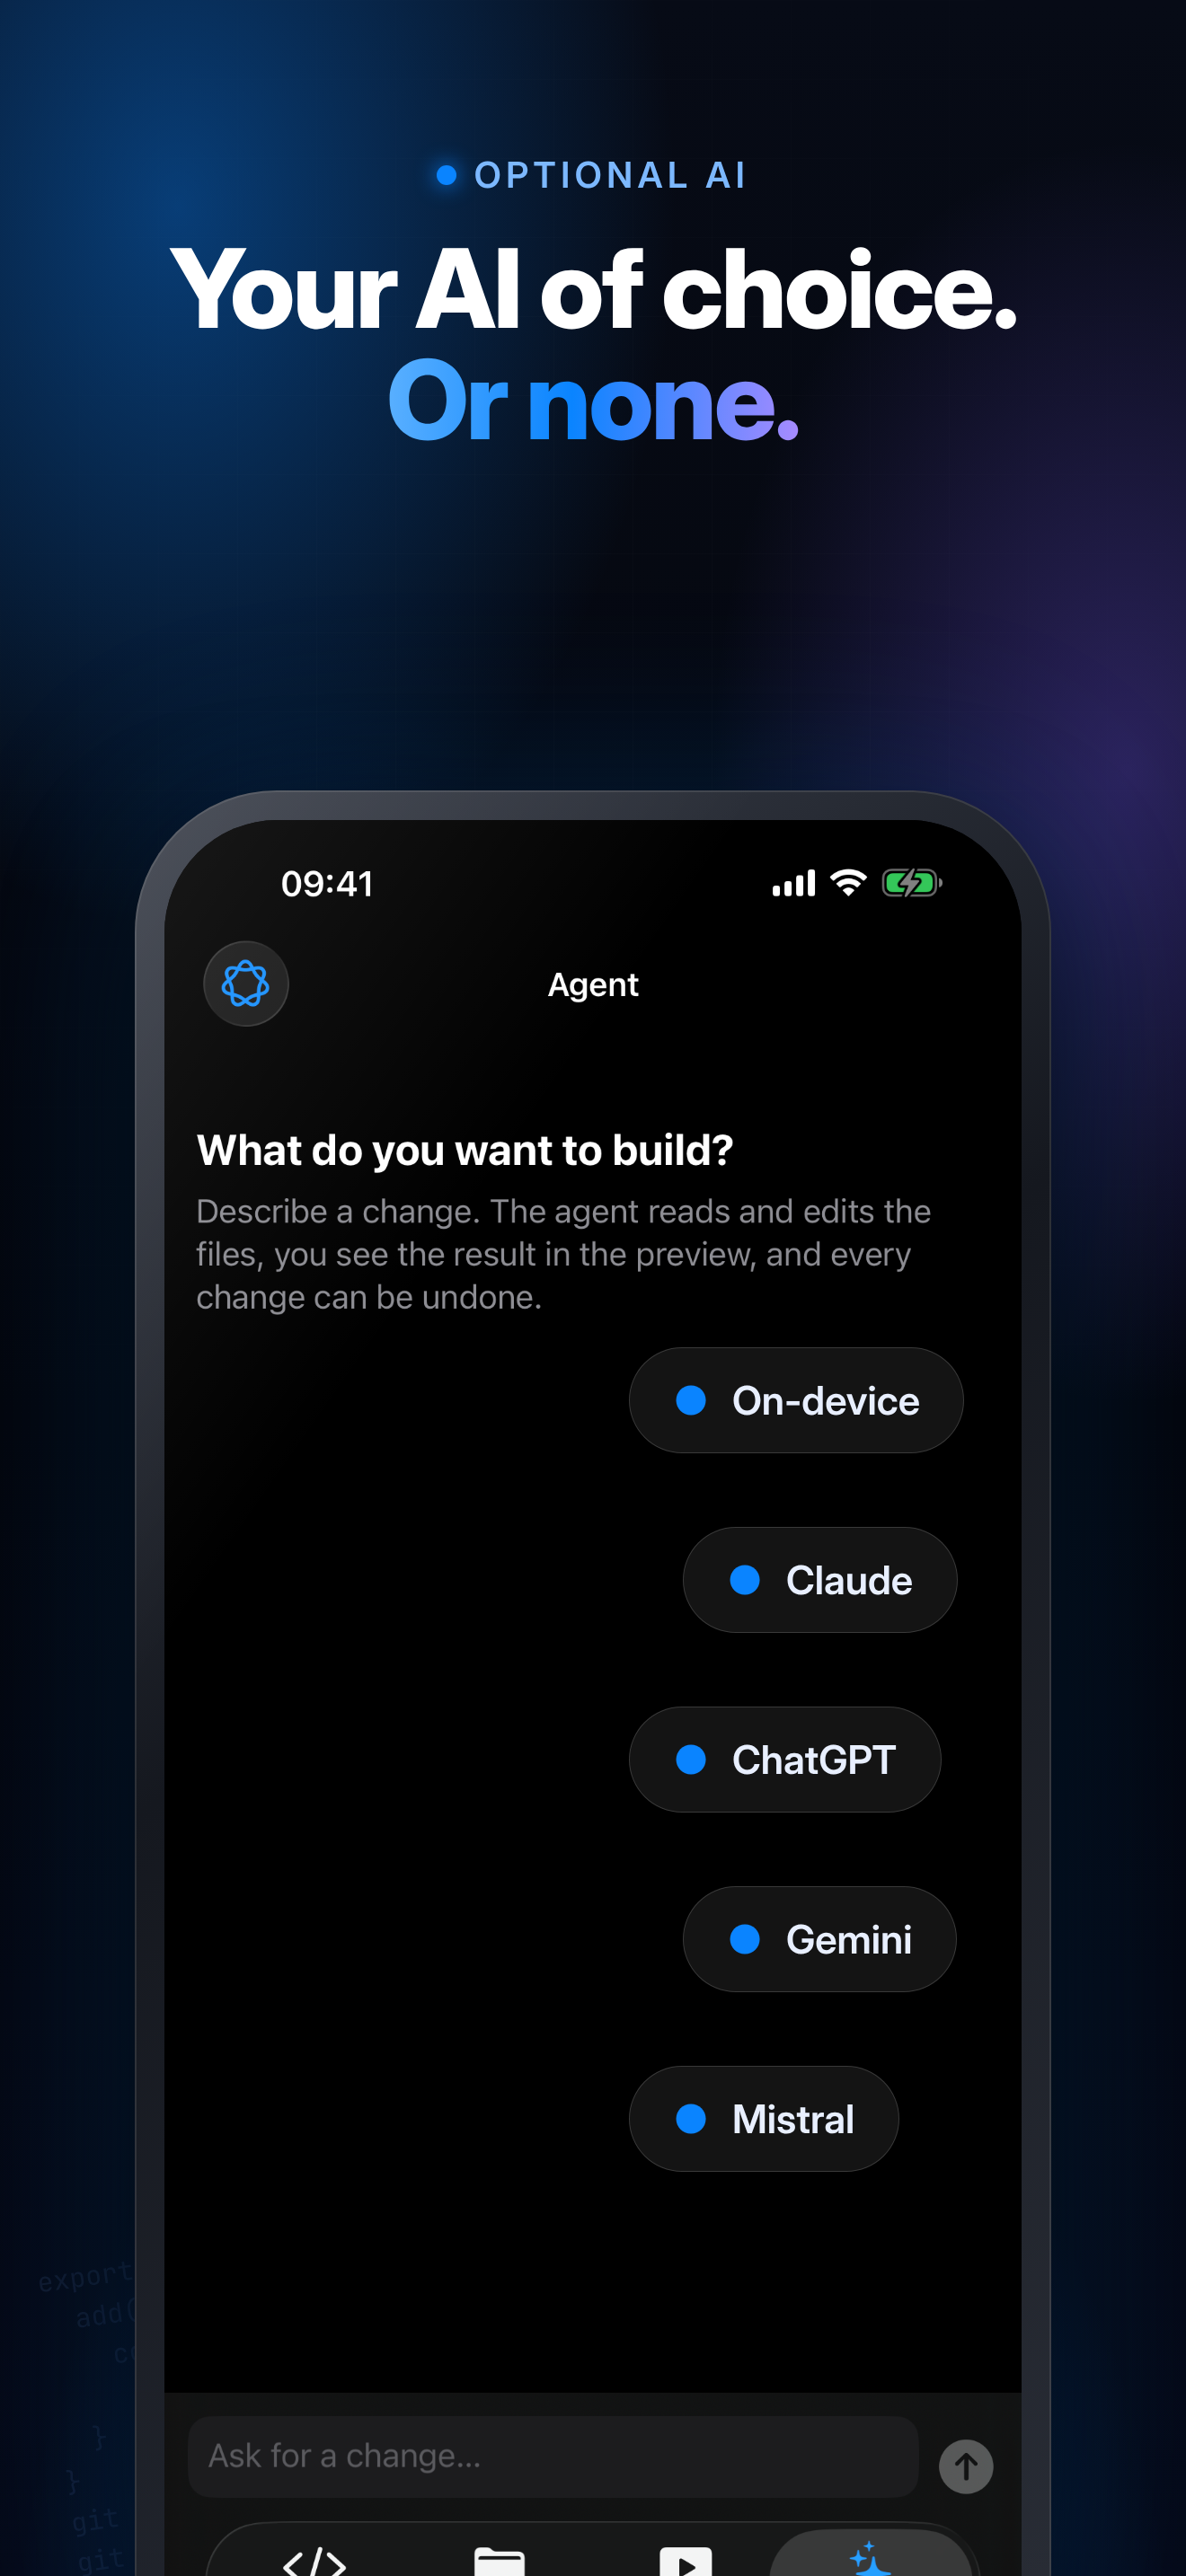 OPTIONAL AI
Your AI of choice.
Or none.
09:41
Agent
What do you want to build?
Describe a change. The agent reads and edits the
files, you see the result in the preview, and every
change can be undone.
On-device
Claude
ChatGPT
Gemini
Mistral
export
add(
}
}
git
git
Ask for a change...